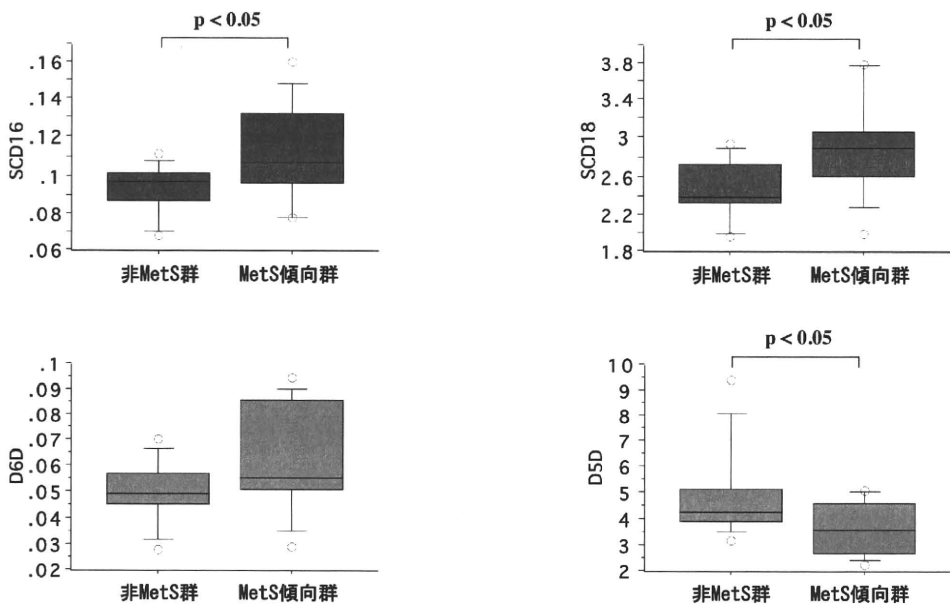 p < 0.05
SCD16
.16
.14
.12
.1
.08
.06
非MetS群 MetS傾向群
p < 0.05
SCD18
3.8
3.4
3
2.6
2.2
1.8
非MetS群 MetS傾向群
D6D
.1
.09
.08
.07
.06
.05
.04
.03
.02
非MetS群 MetS傾向群
p < 0.05
D5D
10
9
8
7
6
5
4
3
2
非MetS群 MetS傾向群